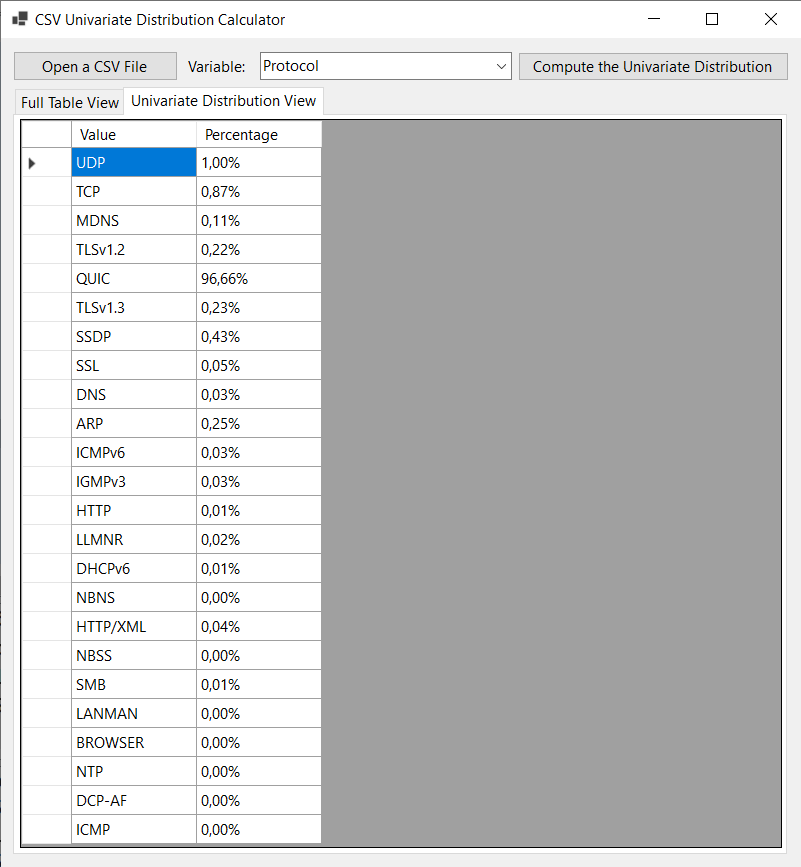 CSV Univariate Distribution Calculator
Open a CSV File Variable: Protocol Compute the Univariate Distribution
Full Table View Univariate Distribution View
Value Percentage
UDP 1,00%
TCP 0,87%
MDNS 0,11%
TLSv1.2 0,22%
QUIC 96,66%
TLSv1.3 0,23%
SSDP 0,43%
SSL 0,05%
DNS 0,03%
ARP 0,25%
ICMPv6 0,03%
IGMPv3 0,03%
HTTP 0,01%
LLMNR 0,02%
DHCPv6 0,01%
NBNS 0,00%
HTTP/XML 0,04%
NBSS 0,00%
SMB 0,01%
LANMAN 0,00%
BROWSER 0,00%
NTP 0,00%
DCP-AF 0,00%
ICMP 0,00%